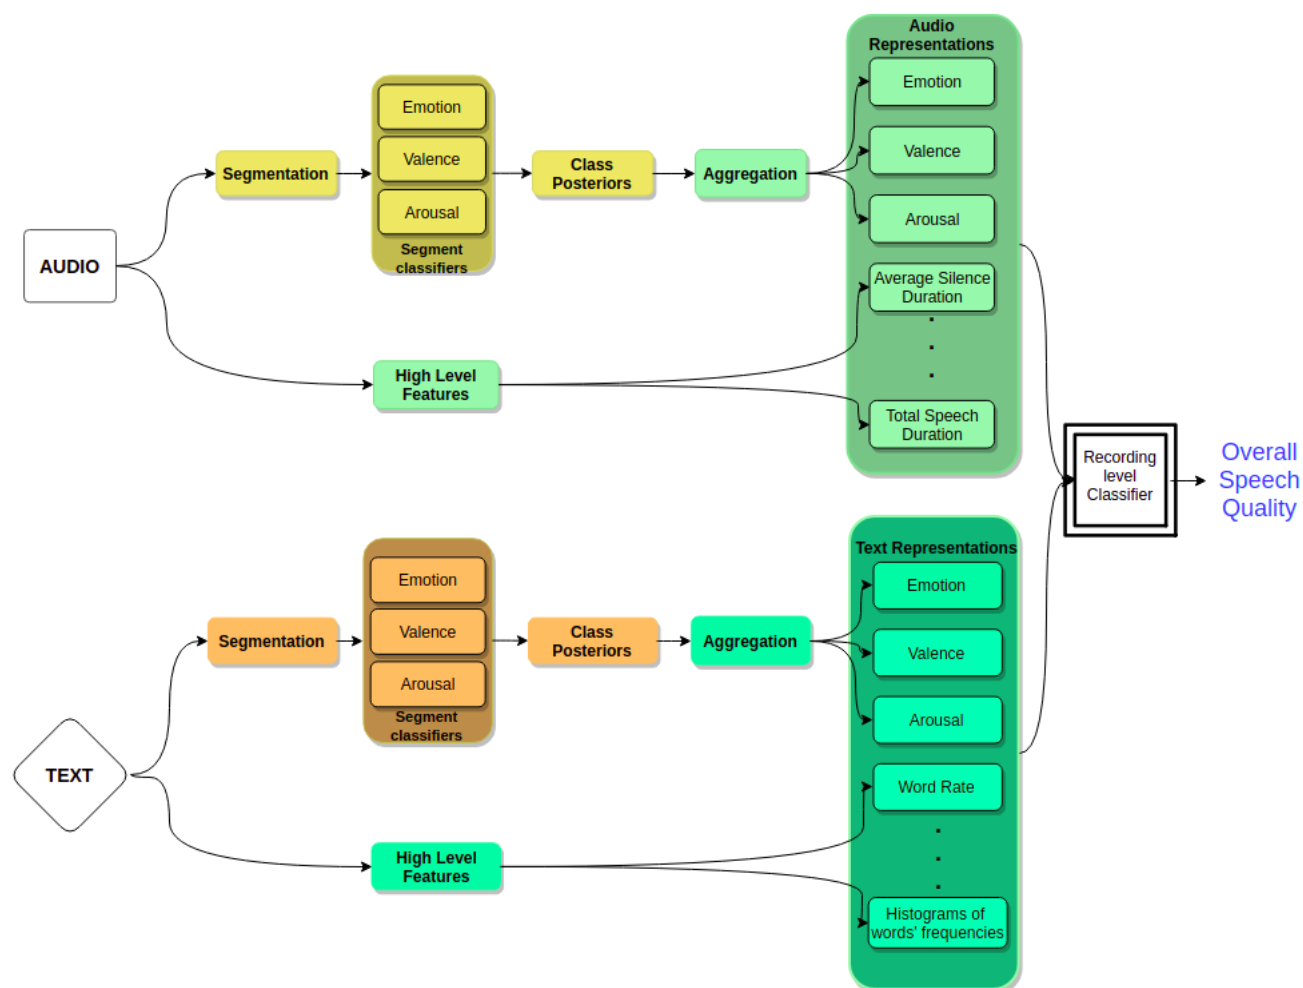 Audio
Representations
Emotion
Valence
Arousal
Average Silence
Duration
.
.
.
Total Speech
Duration
Emotion
Valence
Arousal
Segment
classifiers
Segmentation
Class
Posteriors
Aggregation
AUDIO
High Level
Features
Recording
level
Classifier
Overall
Speech
Quality
Text Representations
Emotion
Valence
Arousal
Word Rate
.
.
.
Histograms of
words' frequencies
Emotion
Valence
Arousal
Segment
classifiers
Segmentation
Class
Posteriors
Aggregation
TEXT
High Level
Features